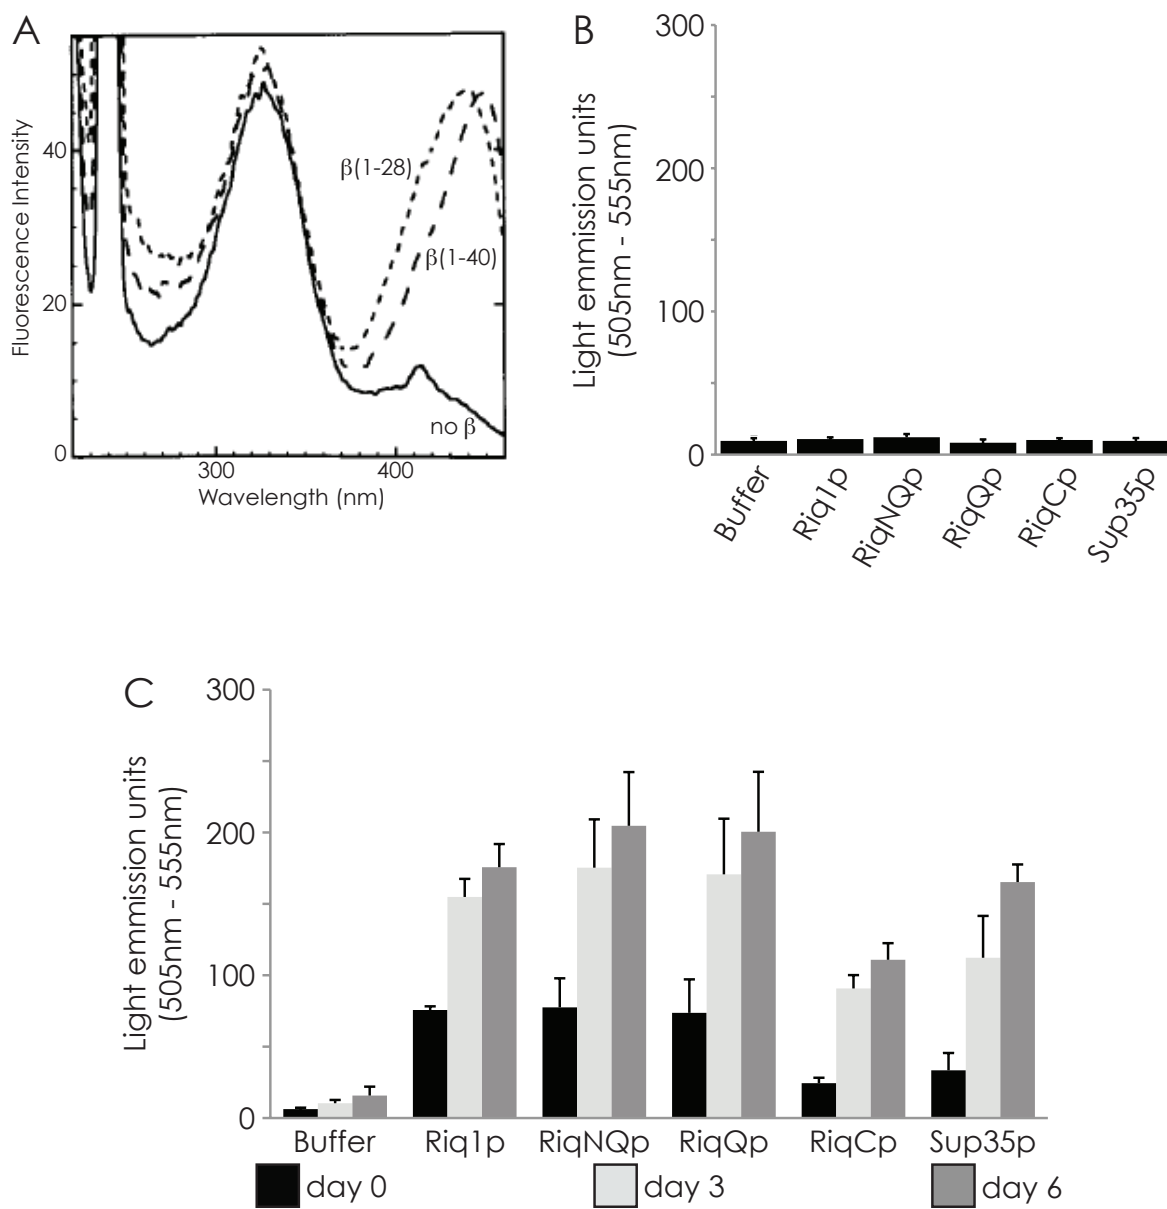 A
Fluorescence Intensity
40
20
0
β(1-28)
β(1-40)
no β
300
400
Wavelength (nm)
B
Light emmission units
(505nm - 555nm)
300
200
100
0
Buffer
Riq1p
RiqNQp
RiqQp
RiqCp
Sup35p
C
Light emmission units
(505nm - 555nm)
300
200
100
0
Buffer
Riq1p
RiqNQp
RiqQp
RiqCp
Sup35p
day 0
day 3
day 6